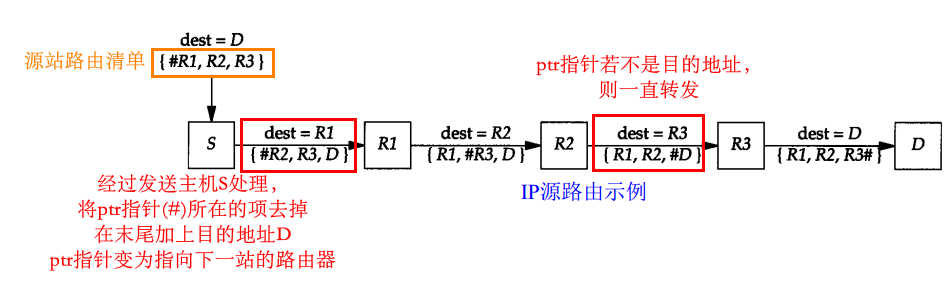 dest = D
源站路由清单
{ #R1, R2, R3 }
ptr指针若不是目的地址，
则一直转发
S
dest = R1
{ #R2, R3, D }
R1
dest = R2
{ R1, #R3, D }
R2
dest = R3
{ R1, R2, #D }
R3
dest = D
{ R1, R2, R3# }
D
经过发送主机S处理，
将ptr指针(#)所在的项去掉
在末尾加上目的地址D
ptr指针变为指向下一站的路由器
IP源路由示例